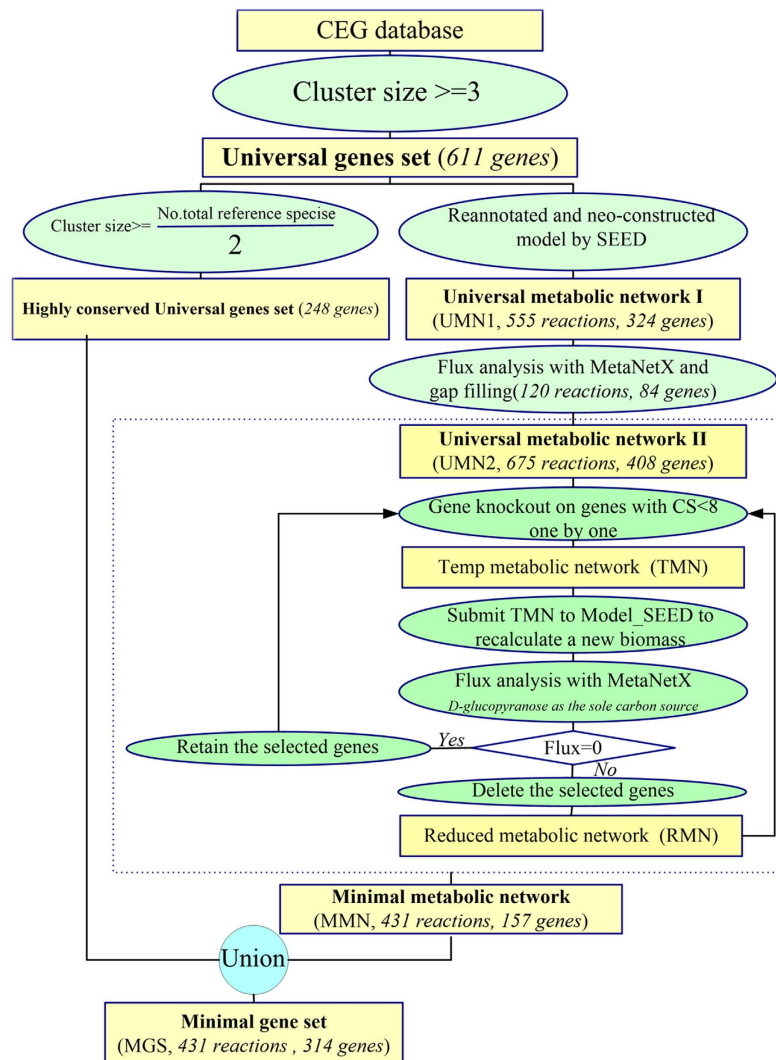 CEG database
Cluster size >=3
Universal genes set (611 genes)
Cluster size>= No.total reference specise
2
Reannotated and neo-constructed
model by SEED
Highly conserved Universal genes set (248 genes)
Universal metabolic network I
(UMN1, 555 reactions, 324 genes)
Flux analysis with MetaNetX and
gap filling(120 reactions, 84 genes)
Universal metabolic network II
(UMN2, 675 reactions, 408 genes)
Gene knockout on genes with CS<8
one by one
Temp metabolic network (TMN)
Submit TMN to Model_SEED to
recalculate a new biomass
Flux analysis with MetaNetX
D-glucopyranose as the sole carbon source
Retain the selected genes
Yes
Flux=0
No
Delete the selected genes
Reduced metabolic network (RMN)
Minimal metabolic network
(MMN, 431 reactions, 157 genes)
Union
Minimal gene set
(MGS, 431 reactions , 314 genes)